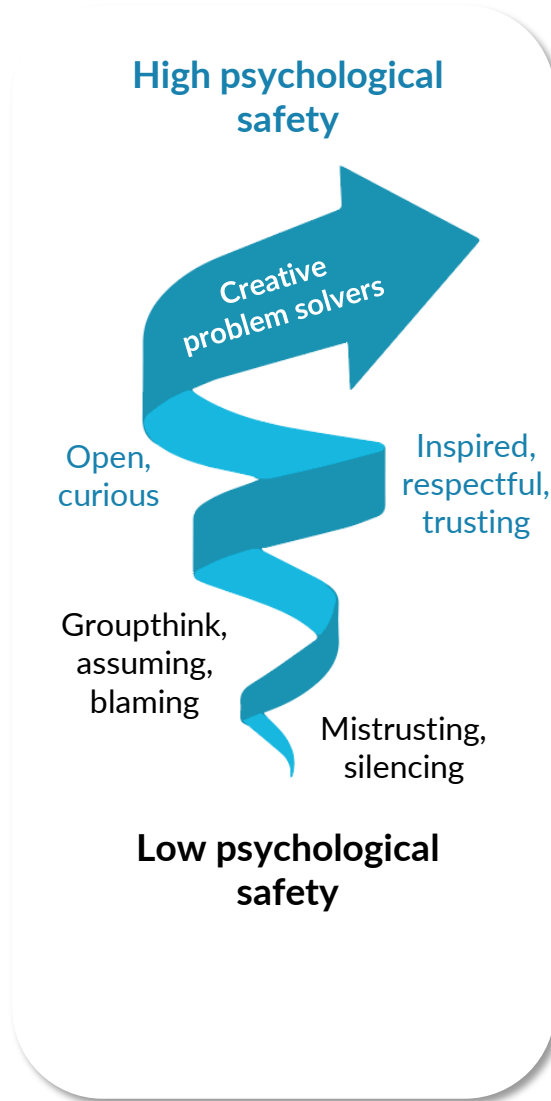 High psychological
safety
Creative
problem solvers
Open,
curious
Inspired,
respectful,
trusting
Groupthink,
assuming,
blaming
Mistrusting,
silencing
Low psychological
safety